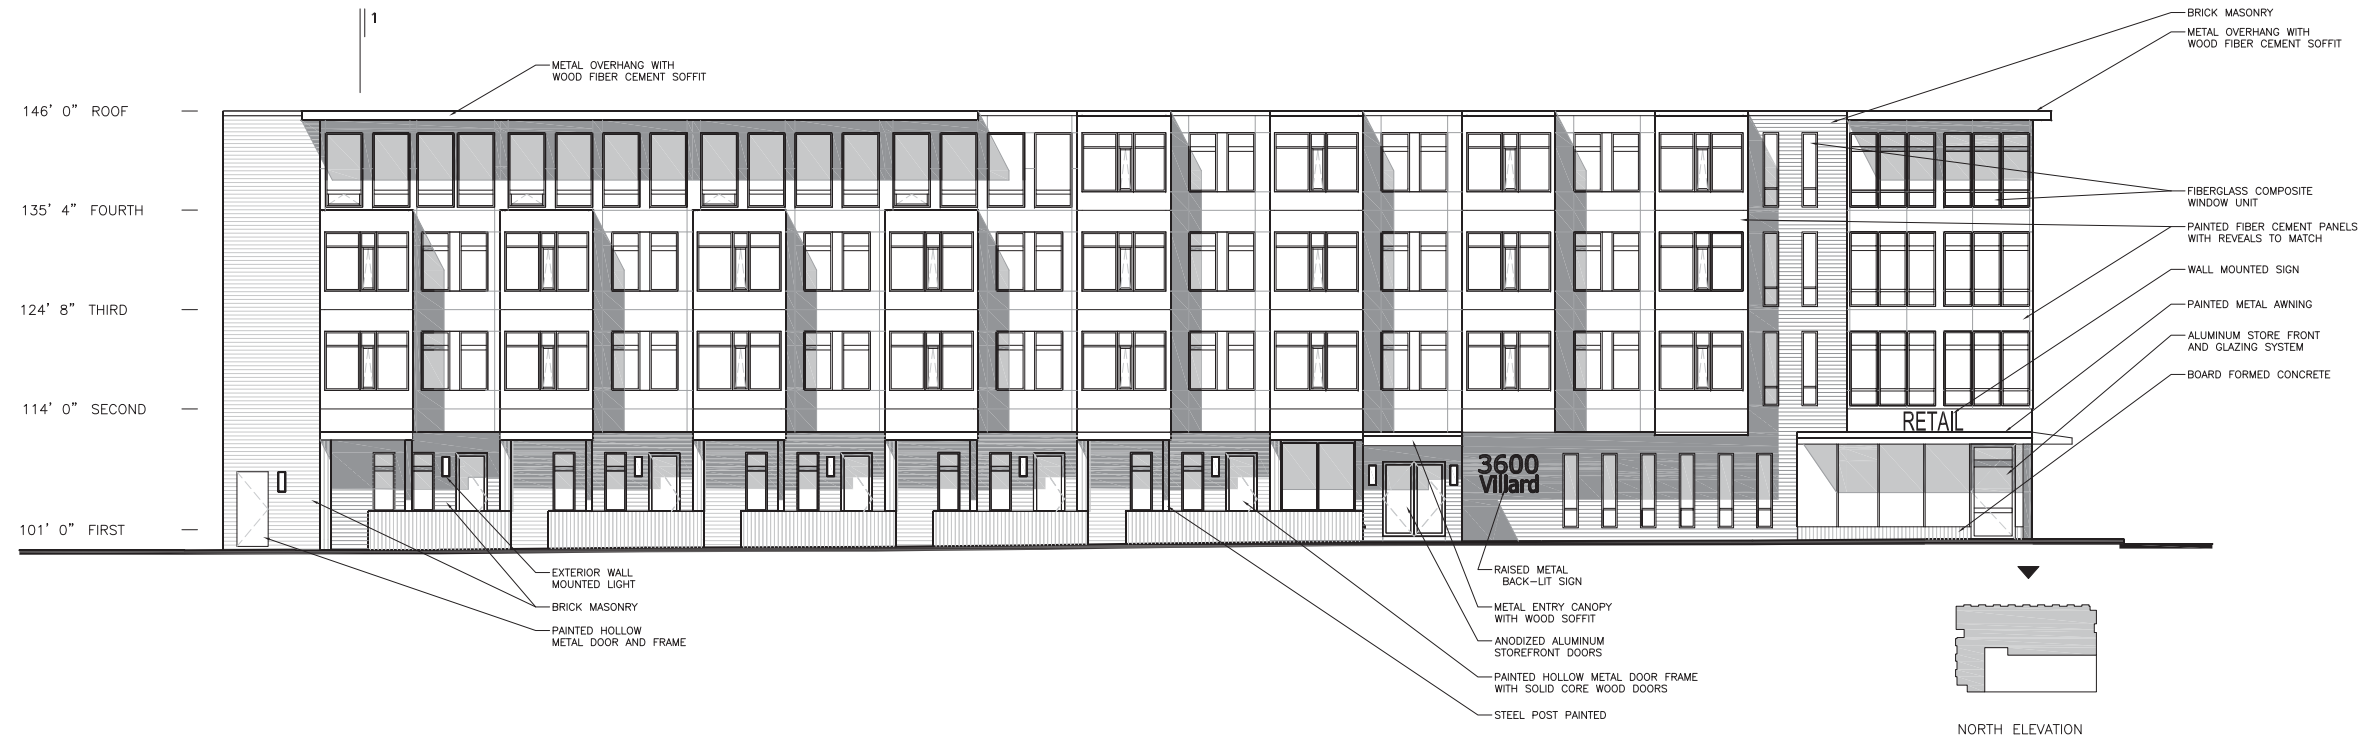 1
BRICK MASONRY
METAL OVERHANG WITH
WOOD FIBER CEMENT SOFFIT
METAL OVERHANG WITH
WOOD FIBER CEMENT SOFFIT
146' 0" ROOF
135' 4" FOURTH
124' 8" THIRD
114' 0" SECOND
101' 0" FIRST
FIBERGLASS COMPOSITE
WINDOW UNIT
PAINTED FIBER CEMENT PANELS
WITH REVEALS TO MATCH
WALL MOUNTED SIGN
PAINTED METAL AWNING
ALUMINUM STORE FRONT
AND GLAZING SYSTEM
BOARD FORMED CONCRETE
RETAIL
3600
Villard
EXTERIOR WALL
MOUNTED LIGHT
BRICK MASONRY
PAINTED HOLLOW
METAL DOOR AND FRAME
RAISED METAL
BACK-LIT SIGN
METAL ENTRY CANOPY
WITH WOOD SOFFIT
ANODIZED ALUMINUM
STOREFRONT DOORS
PAINTED HOLLOW METAL DOOR FRAME
WITH SOLID CORE WOOD DOORS
STEEL POST PAINTED
NORTH ELEVATION